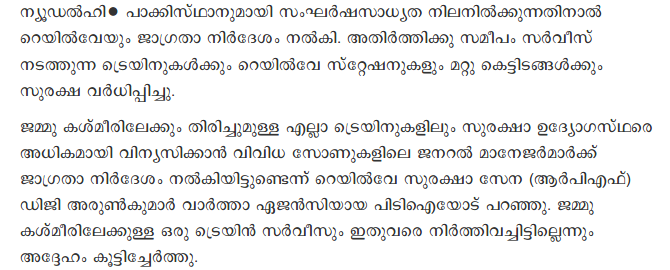 ന്യൂഡൽഹി● പാക്കിസ്ഥാനുമായി സംഘർഷസാധ്യത നിലനിൽക്കുന്നതിനാൽ
റെയിൽവേയും ജാഗ്രതാ നിർദേശം നൽകി. അതിർത്തിക്കു സമീപം സർവീസ്
നടത്തുന്ന ട്രെയിനുകൾക്കും റെയിൽവേ സ്റ്റേഷനുകളും മറ്റു കെട്ടിടങ്ങൾക്കും
സുരക്ഷ വർധിപ്പിച്ചു.
ജമ്മു കശ്മീരിലേക്കും തിരിച്ചുമുള്ള എല്ലാ ട്രെയിനുകളിലും സുരക്ഷാ ഉദ്യോഗസ്ഥരെ
അധികമായി വിന്യസിക്കാൻ വിവിധ സോണുകളിലെ ജനറൽ മാനേജർമാർക്ക്
ജാഗ്രതാ നിർദേശം നൽകിയിട്ടുണ്ടെന്ന് റെയിൽവേ സുരക്ഷാ സേന (ആർപിഎഫ്)
ഡിജി അരുൺകുമാർ വാർത്താ ഏജൻസിയായ പിടിഐയോട് പറഞ്ഞു. ജമ്മു
കശ്മീരിലേക്കുള്ള ഒരു ട്രെയിൻ സർവീസും ഇതുവരെ നിർത്തിവച്ചിട്ടില്ലെന്നും
അദ്ദേഹം കൂട്ടിച്ചേർത്തു.